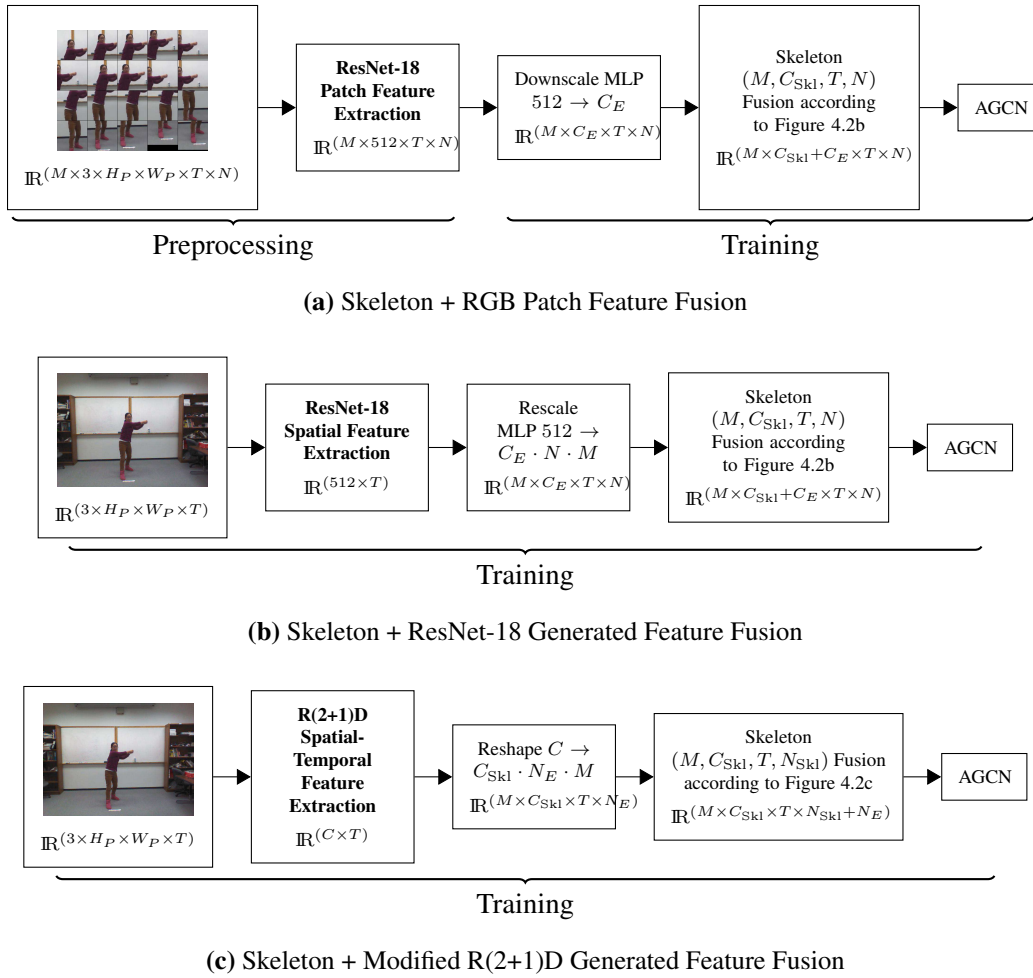 ℝ^(M×3×H_P×W_P×T×N)
ResNet-18
Patch Feature
Extraction
ℝ^(M×512×T×N)
Downscale MLP
512 → C_E
ℝ^(M×C_E×T×N)
Skeleton
(M, C_Skl, T, N)
Fusion according
to Figure 4.2b
ℝ^(M×C_Skl+C_E×T×N)
AGCN
Preprocessing
Training
(a) Skeleton + RGB Patch Feature Fusion
ℝ^(3×H_P×W_P×T)
ResNet-18
Spatial Feature
Extraction
ℝ^(512×T)
Rescale
MLP 512 →
C_E · N · M
ℝ^(M×C_E×T×N)
Skeleton
(M, C_Skl, T, N)
Fusion according
to Figure 4.2b
ℝ^(M×C_Skl+C_E×T×N)
AGCN
Training
(b) Skeleton + ResNet-18 Generated Feature Fusion
ℝ^(3×H_P×W_P×T)
R(2+1)D
Spatial-
Temporal
Feature
Extraction
ℝ^(C×T)
Reshape C →
C_Skl · N_E · M
ℝ^(M×C_Skl×T×N_E)
Skeleton
(M, C_Skl, T, N_Skl) Fusion
according to Figure 4.2c
ℝ^(M×C_Skl×T×N_Skl+N_E)
AGCN
Training
(c) Skeleton + Modified R(2+1)D Generated Feature Fusion